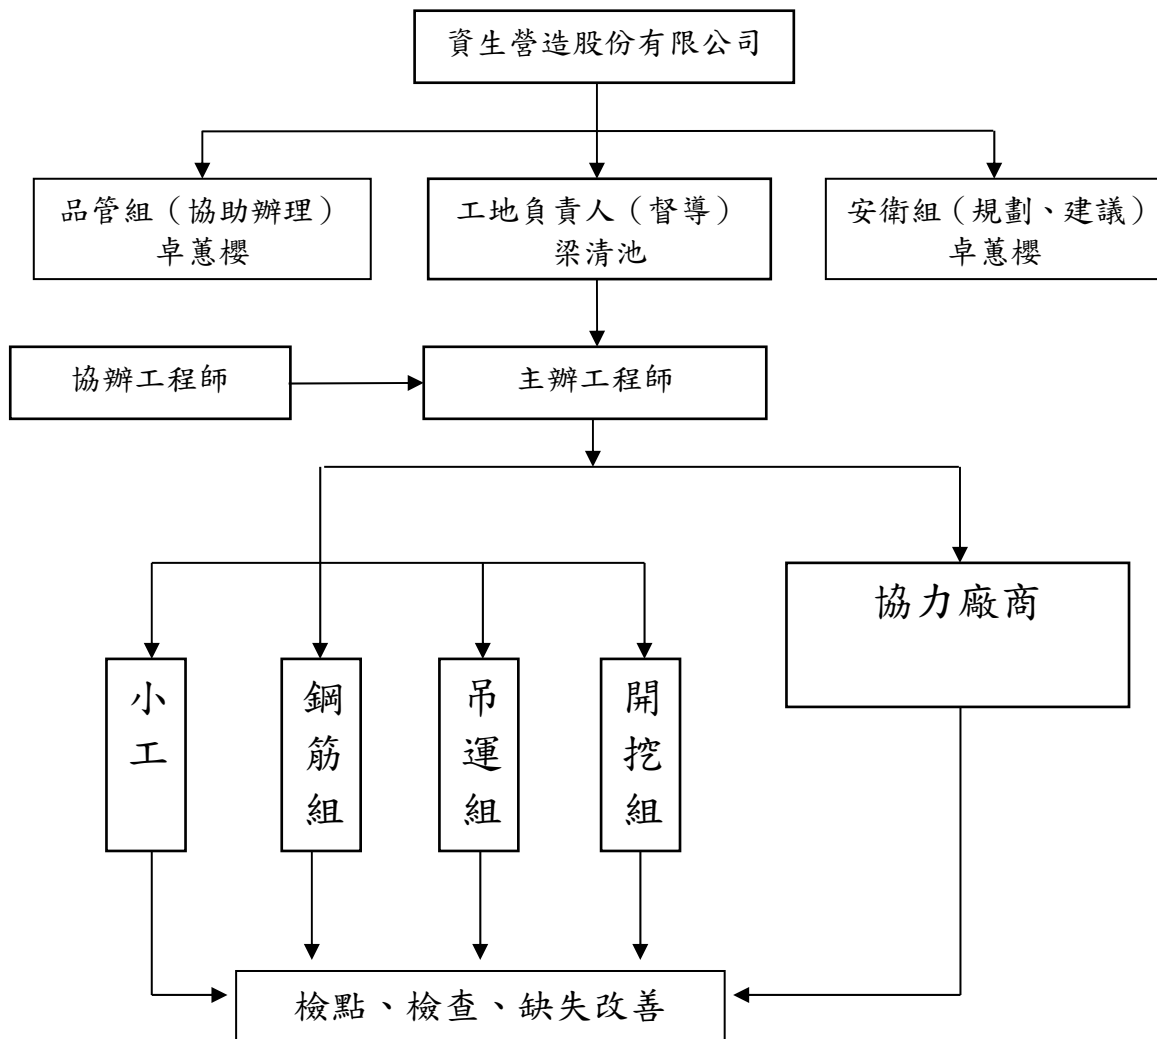 資生營造股份有限公司
品管組（協助辦理）
卓蕙櫻
工地負責人（督導）
梁清池
安衛組（規劃、建議）
卓蕙櫻
協辦工程師
主辦工程師
協力廠商
小工
鋼筋組
吊運組
開挖組
檢點、檢查、缺失改善